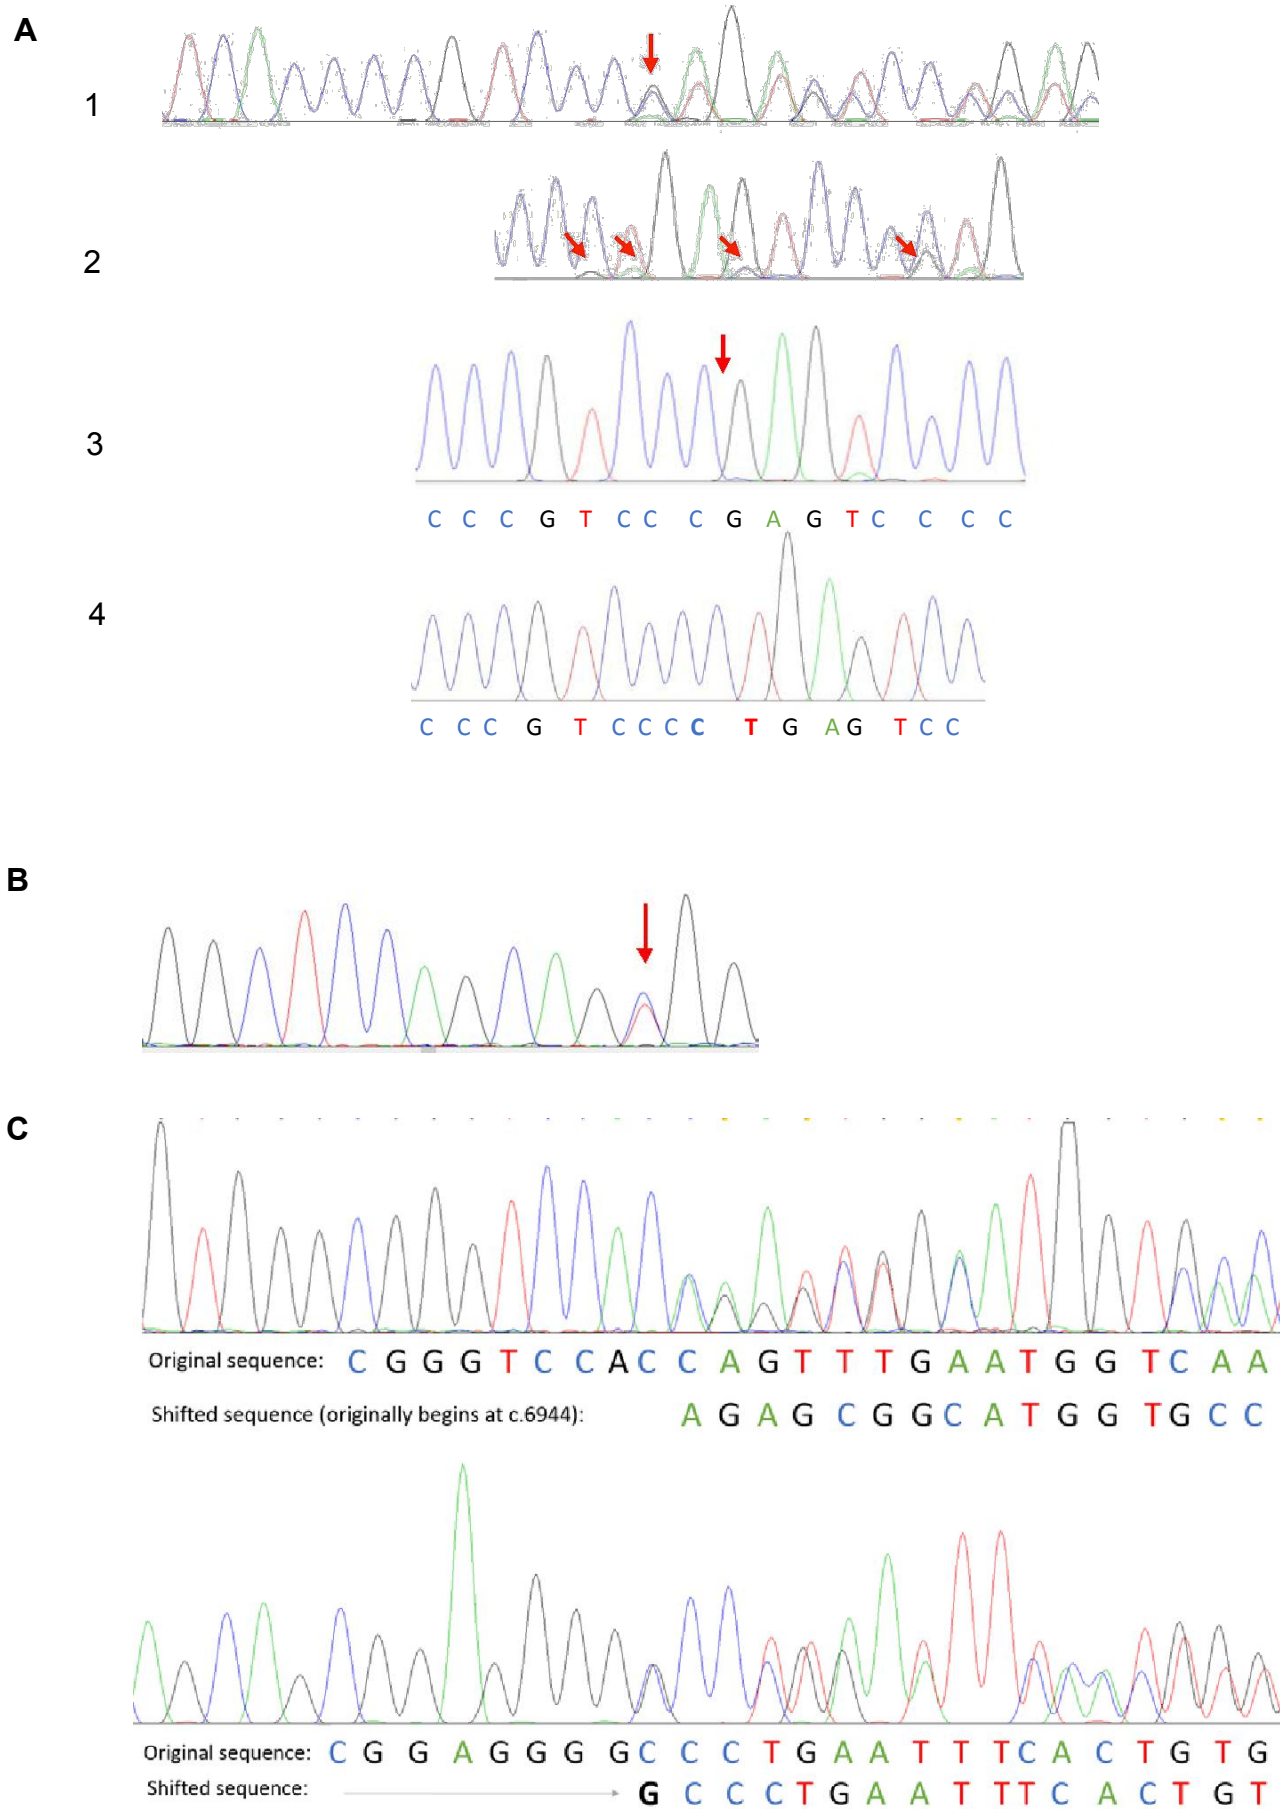 A
1
2
3
C C C G T C C C G A G T C C C C
4
C C C G T C C C C T G A G T C C
B
C
Original sequence: C G G G T C C A C C A G T T T G A A T G G T C A A
Shifted sequence (originally begins at c.6944): A G A G C G G C A T G G T G C C
Original sequence: C G G A G G G G C C C T G A A T T T C A C T G T G
Shifted sequence: G C C C T G A A T T T C A C T G T